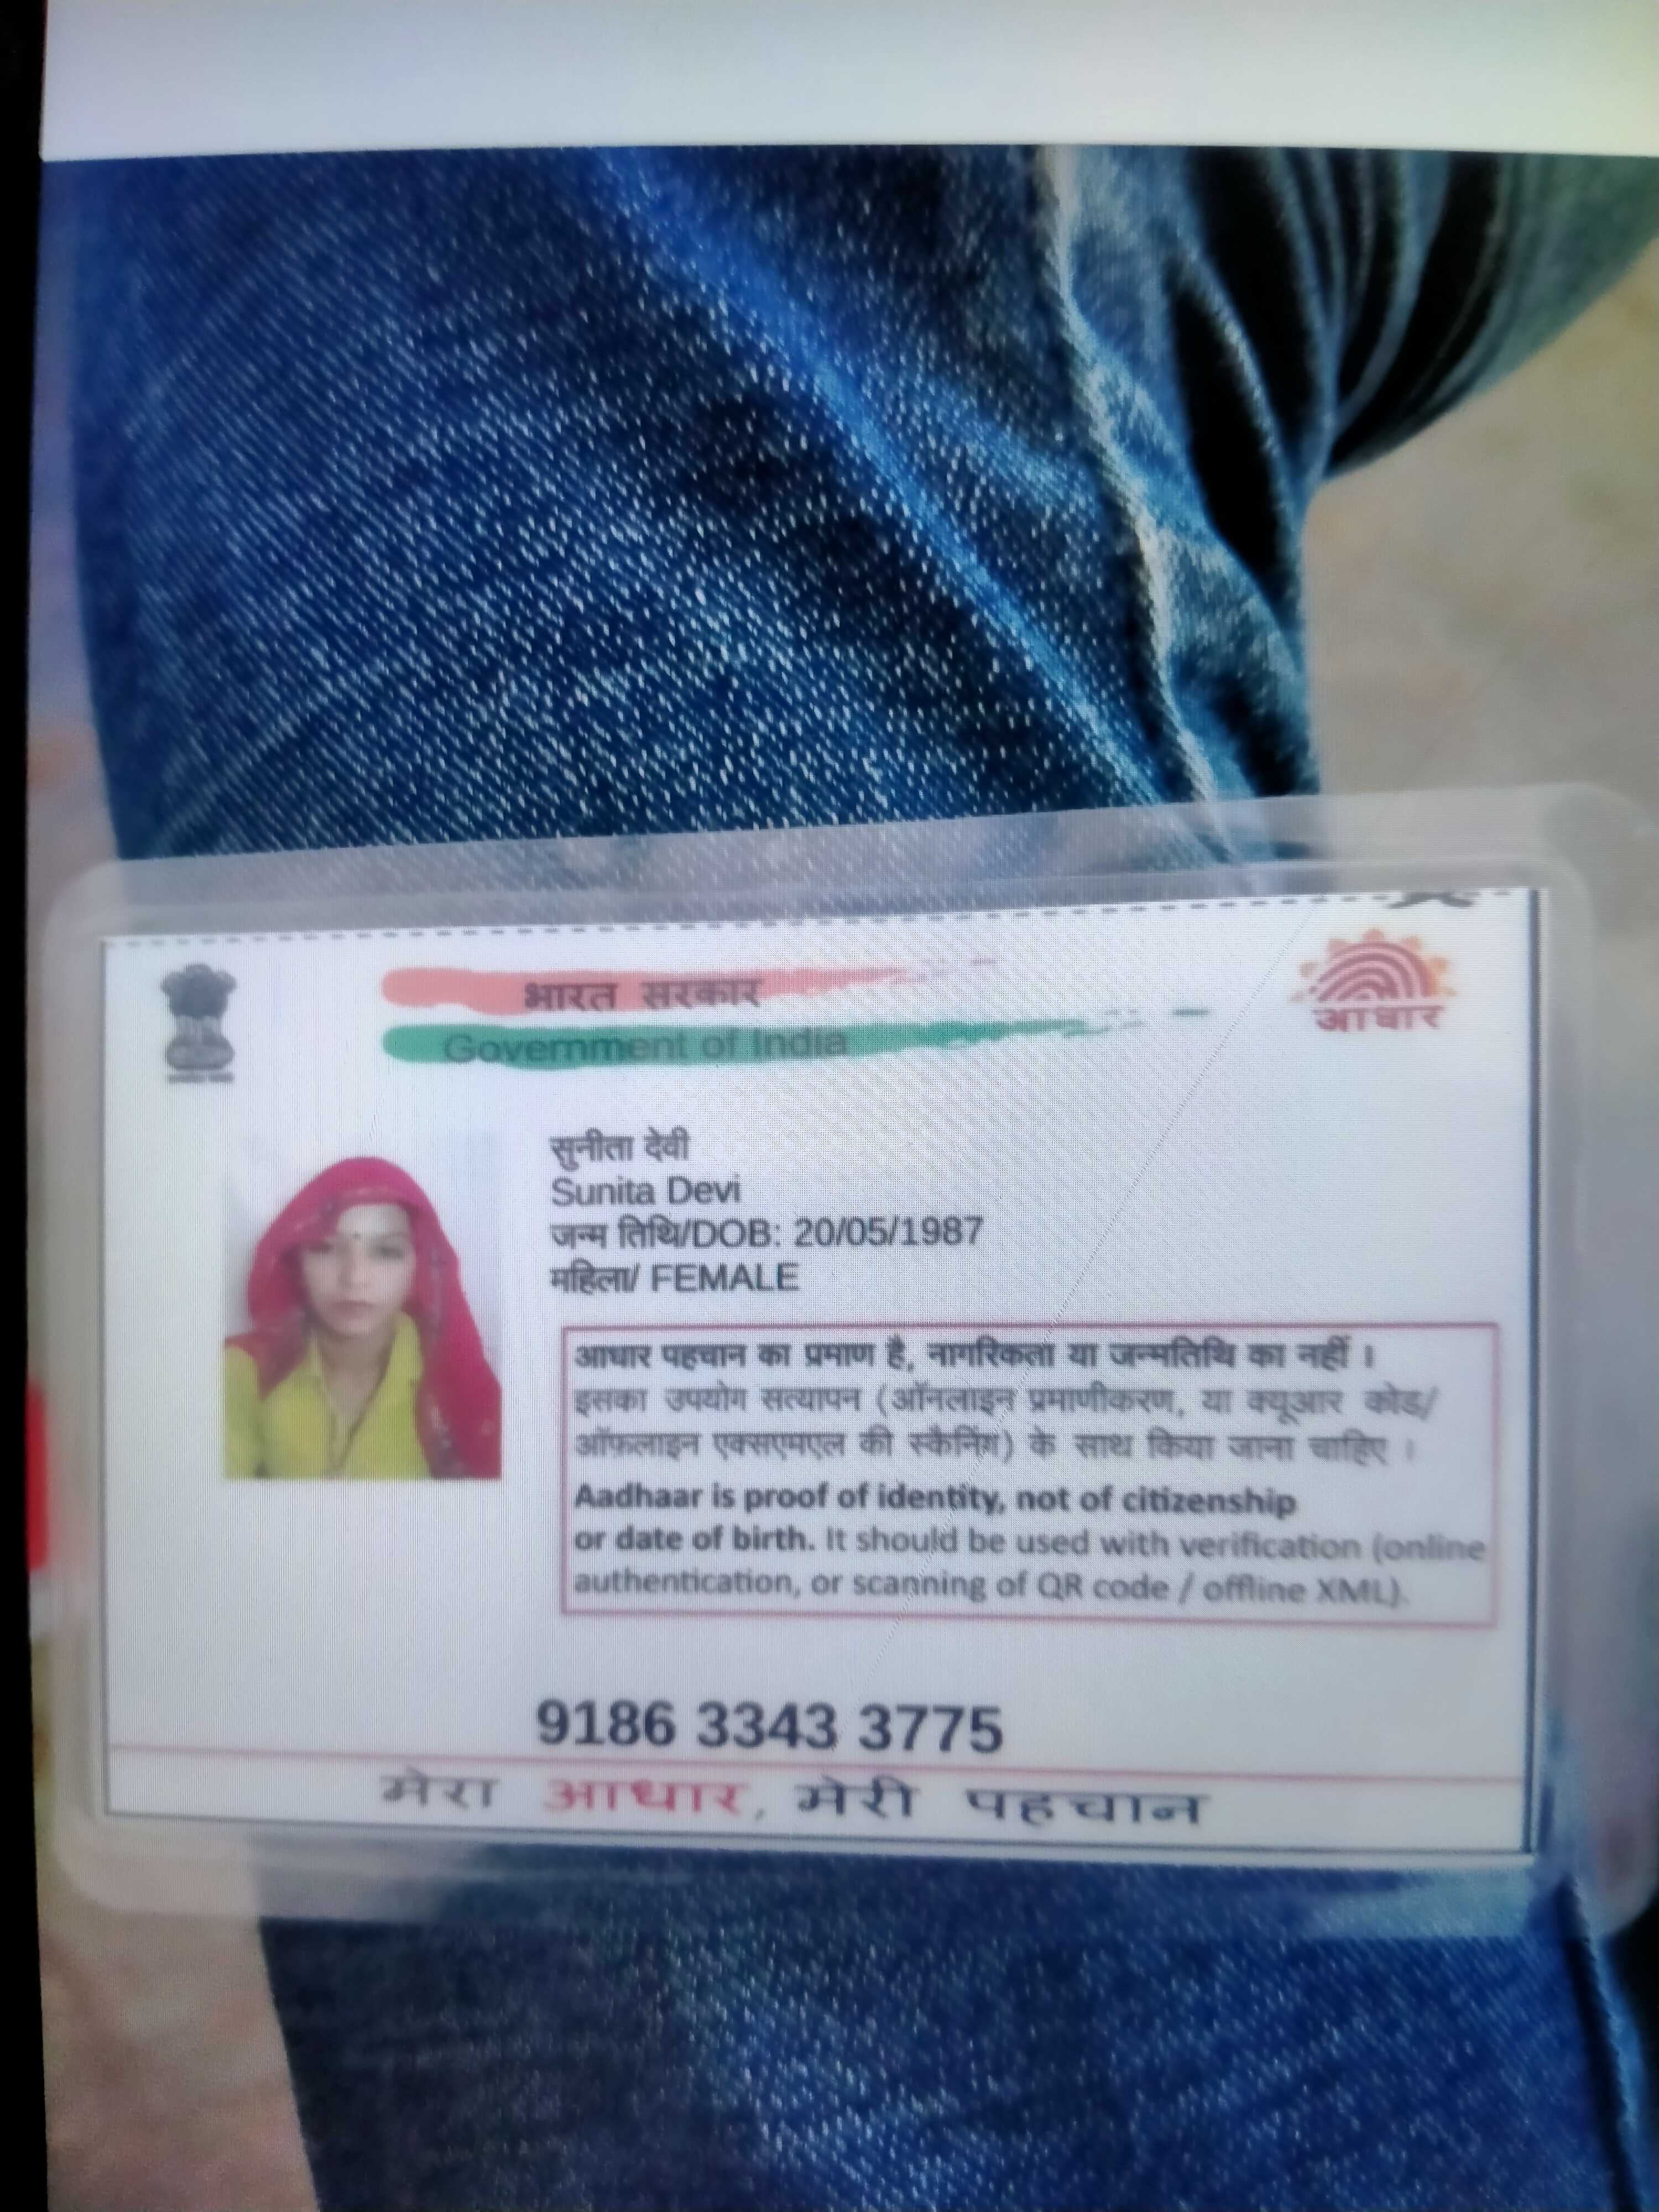 भारत सरकार
Government of India
आधार
सुनीता देवी
Sunita Devi
जन्म तिथि/DOB: 20/05/1987
महिला/ FEMALE
आधार पहचान का प्रमाण है, नागरिकता या जन्मतिथि का नहीं ।
इसका उपयोग सत्यापन (ऑनलाइन प्रमाणीकरण, या क्यूआर कोड/
ऑफ़लाइन एक्सएमएल की स्कैनिंग) के साथ किया जाना चाहिए ।
Aadhaar is proof of identity, not of citizenship
or date of birth. It should be used with verification (online
authentication, or scanning of QR code / offline XML).
9186 3343 3775
मेरा आधार, मेरी पहचान